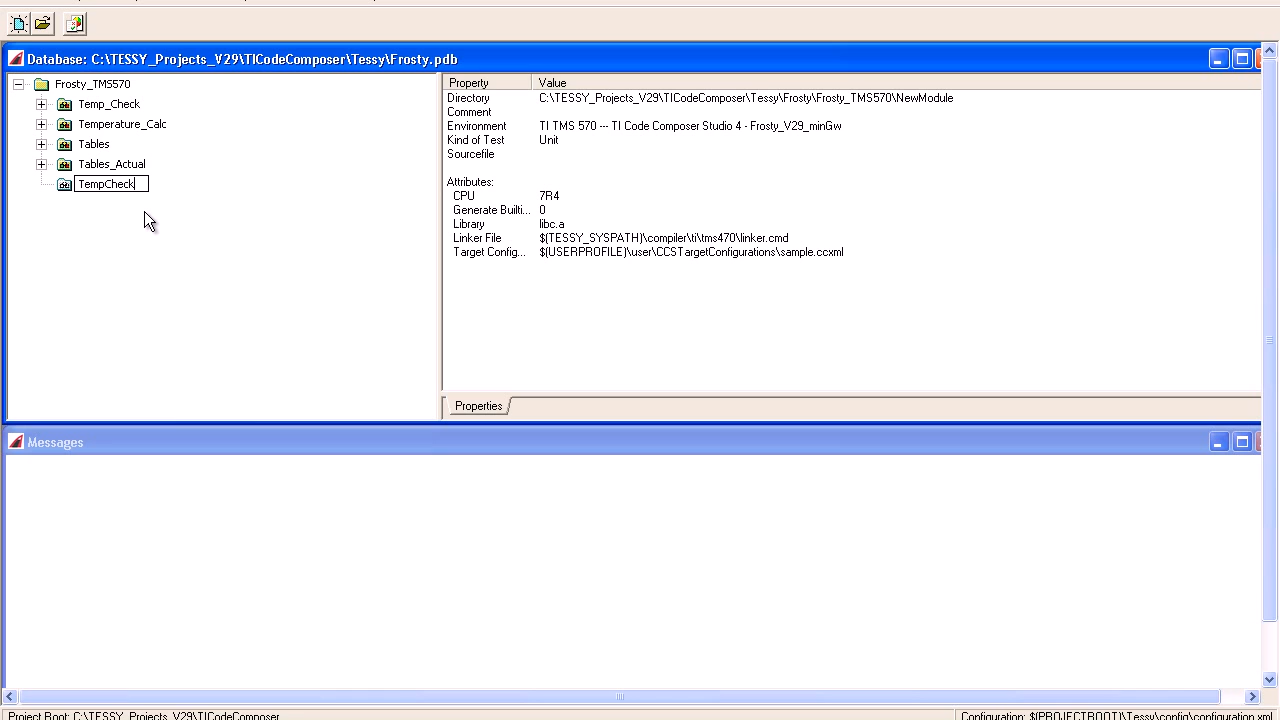 Database: C:\TESSY_Projects_V29\TICodeComposer\Tessy\Frosty.pdb
Frosty_TMS570
Temp_Check
Temperature_Calc
Tables
Tables_Actual
TempCheck
Property Value
Directory C:\TESSY_Projects_V29\TICodeComposer\Tessy\Frosty\Frosty_TMS570\NewModule
Comment
Environment TI TMS 570 --- TI Code Composer Studio 4 - Frosty_V29_minGw
Kind of Test Unit
Sourcefile
Attributes:
CPU 7R4
Generate Builti... 0
Library libc.a
Linker File $(TESSY_SYSPATH)\compiler\ti\tms470\linker.cmd
Target Config... $(USERPROFILE)\user\CCSTargetConfigurations\sample.ccxml
Properties
Messages
Project Root: C:\TESSY_Projects_V29\TICodeComposer
Configuration: $(PROJECTROOT)\Tessy\config\configuration.xml